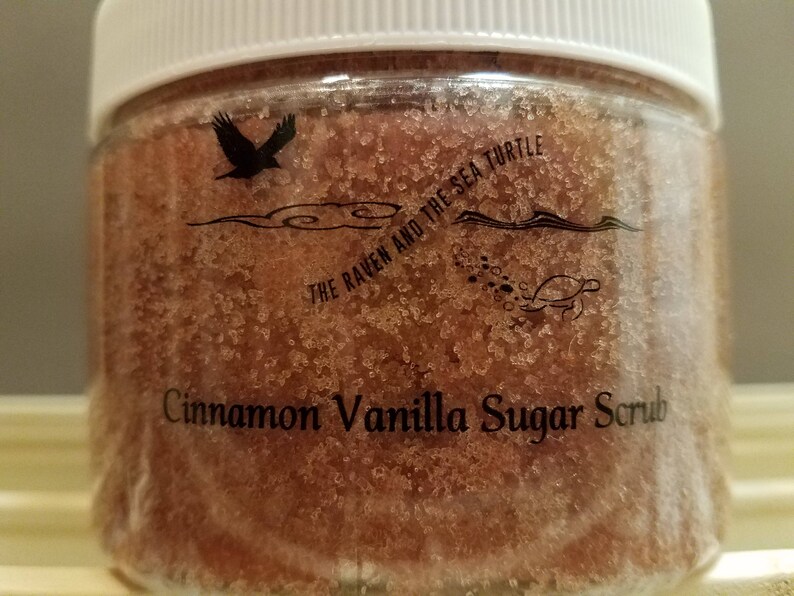 THE RAVEN AND THE SEA TURTLE
Cinnamon Vanilla Sugar Scrub